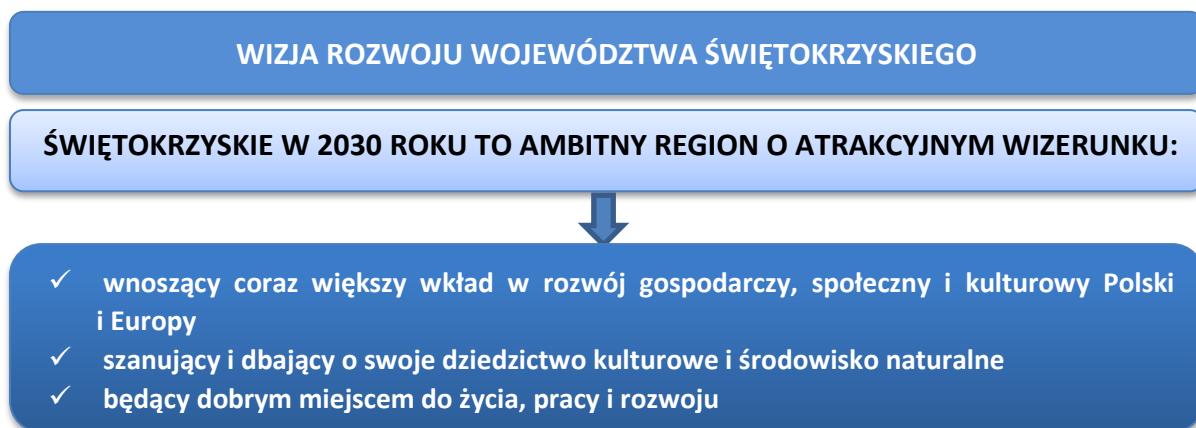 WIZJA ROZWOJU WOJEWÓDZTWA ŚWIĘTOKRZYSKIEGO
ŚWIĘTOKRZYSKIE W 2030 ROKU TO AMBITNY REGION O ATRAKCYJNYM WIZERUNKU:
✓ wnoszący coraz większy wkład w rozwój gospodarczy, społeczny i kulturowy Polski
i Europy
✓ szanujący i dbający o swoje dziedzictwo kulturowe i środowisko naturalne
✓ będący dobrym miejscem do życia, pracy i rozwoju